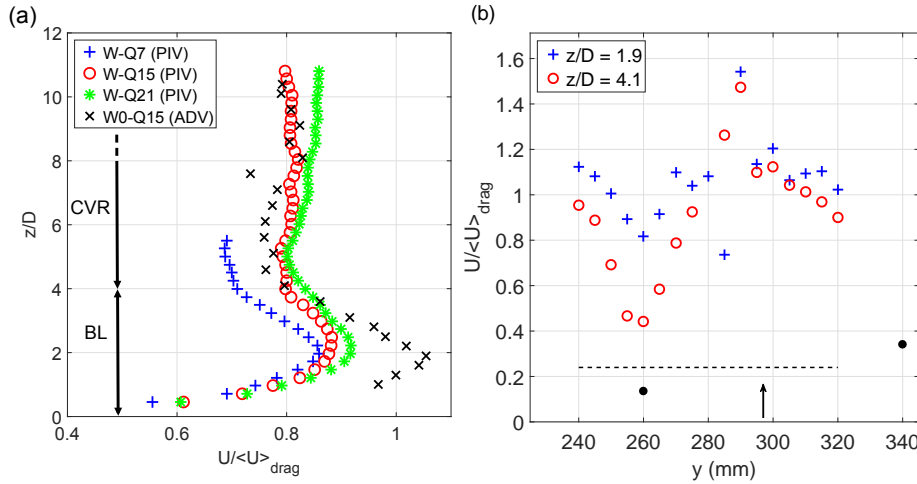 (a)
12
10
8
6
4
2
0
z/D
W-Q7 (PIV)
W-Q15 (PIV)
W-Q21 (PIV)
W0-Q15 (ADV)
CVR
BL
0.4 0.6 0.8 1
U/<U>drag
(b)
1.6
1.4
1.2
1
0.8
0.6
0.4
0.2
0
U/<U>drag
z/D = 1.9
z/D = 4.1
240 260 280 300 320 340
y (mm)